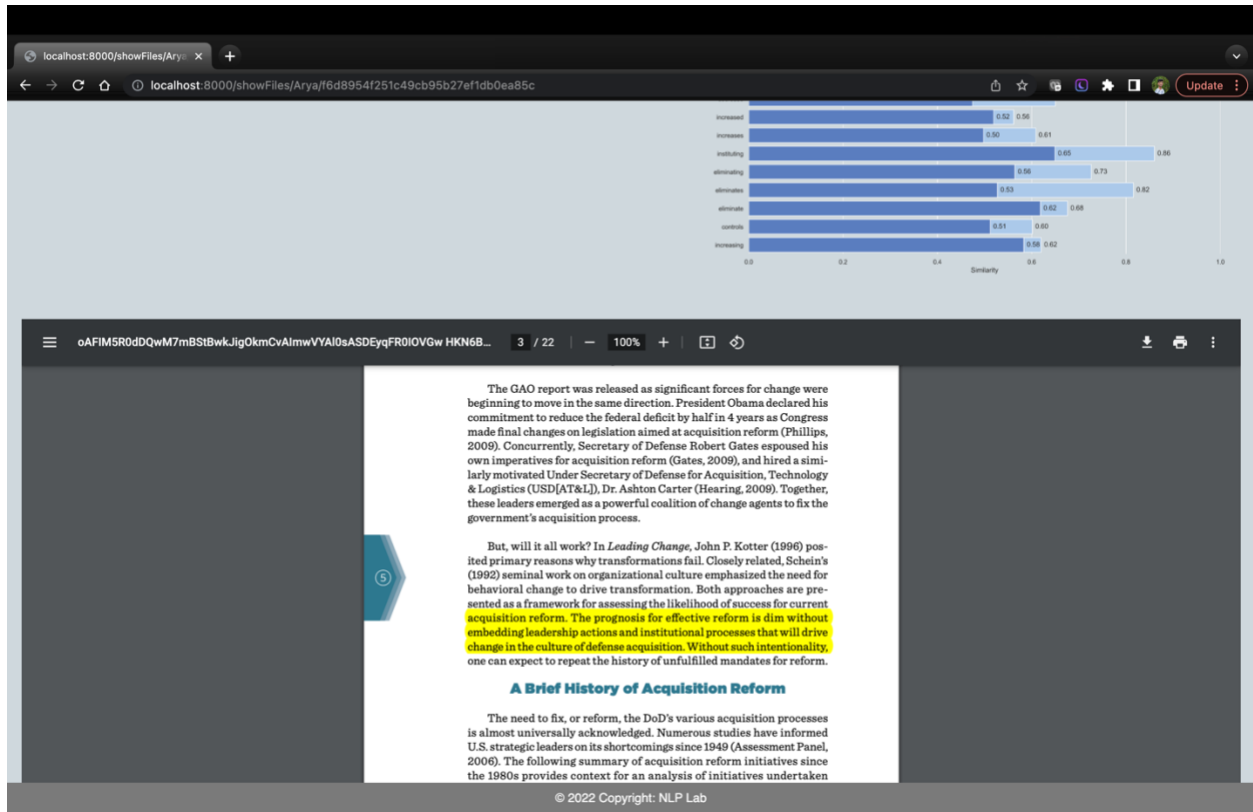 localhost:8000/showFiles/Arya
localhost:8000/showFiles/Arya/f6d8954f251c49cb95b27ef1db0ea85c
Update
increased 0.52 0.56
increases 0.50 0.61
instituting 0.65 0.86
eliminating 0.56 0.73
eliminates 0.53 0.82
eliminate 0.62 0.68
controls 0.51 0.60
increasing 0.58 0.62
0.0 0.2 0.4 0.6 0.8 1.0
Similarity
3 / 22 100%
The GAO report was released as significant forces for change were
beginning to move in the same direction. President Obama declared his
commitment to reduce the federal deficit by half in 4 years as Congress
made final changes on legislation aimed at acquisition reform (Phillips,
2009). Concurrently, Secretary of Defense Robert Gates espoused his
own imperatives for acquisition reform (Gates, 2009), and hired a simi-
larly motivated Under Secretary of Defense for Acquisition, Technology
& Logistics (USD[AT&L]), Dr. Ashton Carter (Hearing, 2009). Together,
these leaders emerged as a powerful coalition of change agents to fix the
government's acquisition process.
But, will it all work? In Leading Change, John P. Kotter (1996) pos-
ited primary reasons why transformations fail. Closely related, Schein's
(1992) seminal work on organizational culture emphasized the need for
behavioral change to drive transformation. Both approaches are pre-
sented as a framework for assessing the likelihood of success for current
acquisition reform. The prognosis for effective reform is dim without
embedding leadership actions and institutional processes that will drive
change in the culture of defense acquisition. Without such intentionality,
one can expect to repeat the history of unfulfilled mandates for reform.
5
A Brief History of Acquisition Reform
The need to fix, or reform, the DoD's various acquisition processes
is almost universally acknowledged. Numerous studies have informed
U.S. strategic leaders on its shortcomings since 1949 (Assessment Panel,
2006). The following summary of acquisition reform initiatives since
the 1980s provides context for an analysis of initiatives undertaken
© 2022 Copyright: NLP Lab